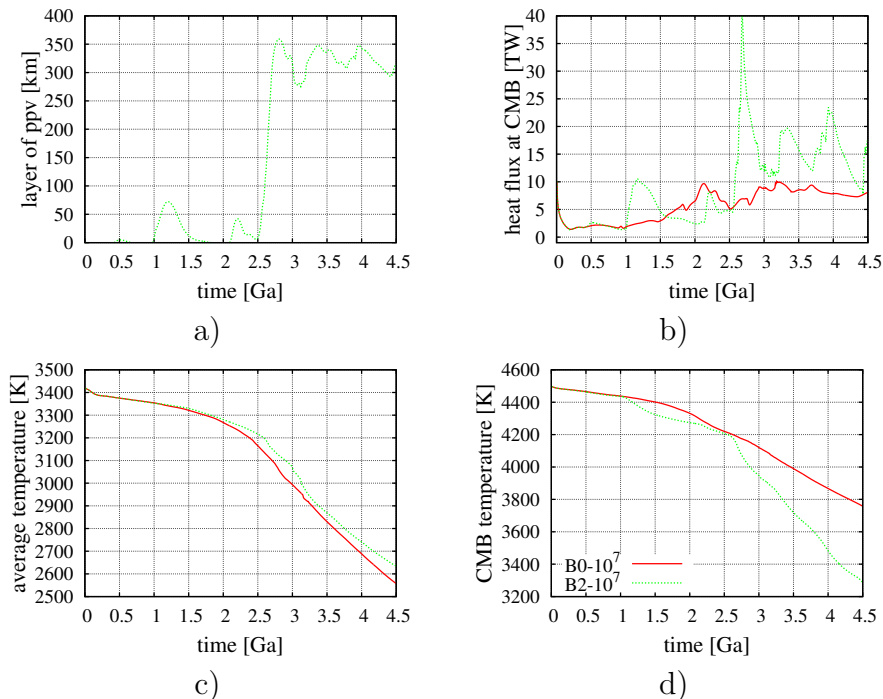 layer of ppv [km]
400
350
300
250
200
150
100
50
0
0 0.5 1 1.5 2 2.5 3 3.5 4 4.5
time [Ga]
a)
heat flux at CMB [TW]
40
35
30
25
20
15
10
5
0
0 0.5 1 1.5 2 2.5 3 3.5 4 4.5
time [Ga]
b)
average temperature [K]
3500
3400
3300
3200
3100
3000
2900
2800
2700
2600
2500
0 0.5 1 1.5 2 2.5 3 3.5 4 4.5
time [Ga]
c)
CMB temperature [K]
4600
4400
4200
4000
3800
3600
3400
3200
B0-10⁷
B2-10⁷
0 0.5 1 1.5 2 2.5 3 3.5 4 4.5
time [Ga]
d)